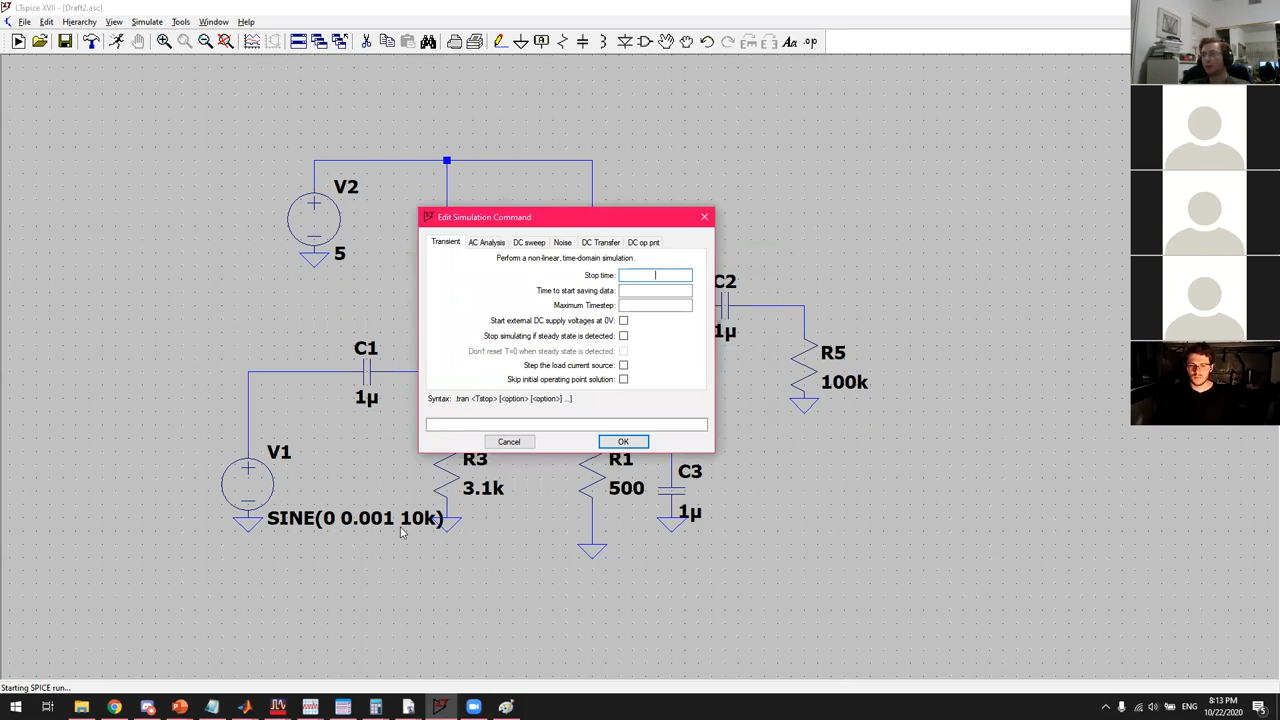 LTspice XVII - [Draft2.asc]
File Edit Hierarchy View Simulate Tools Window Help
.op
V2
5
C1
1µ
V1
SINE(0 0.001 10k)
Edit Simulation Command
Transient AC Analysis DC sweep Noise DC Transfer DC op pnt
Perform a non-linear, time-domain simulation.
Stop time:
Time to start saving data:
Maximum Timestep:
Start external DC supply voltages at 0V:
Stop simulating if steady state is detected:
Don't reset T=0 when steady state is detected:
Step the load current source:
Skip initial operating point solution:
Syntax: .tran <Tstop> [<option> [<option>] ...]
Cancel OK
C2
1µ
R5
100k
R3
3.1k
R1
500
C3
1µ
Starting SPICE run...
ENG
8:13 PM
10/22/2020